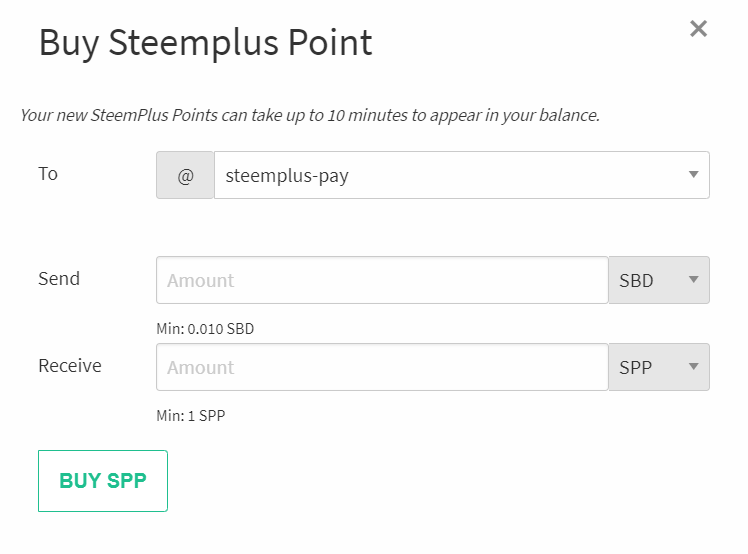 Buy Steemplus Point
×
Your new SteemPlus Points can take up to 10 minutes to appear in your balance.
To @ steemplus-pay
Send Amount SBD
Min: 0.010 SBD
Receive Amount SPP
Min: 1 SPP
BUY SPP